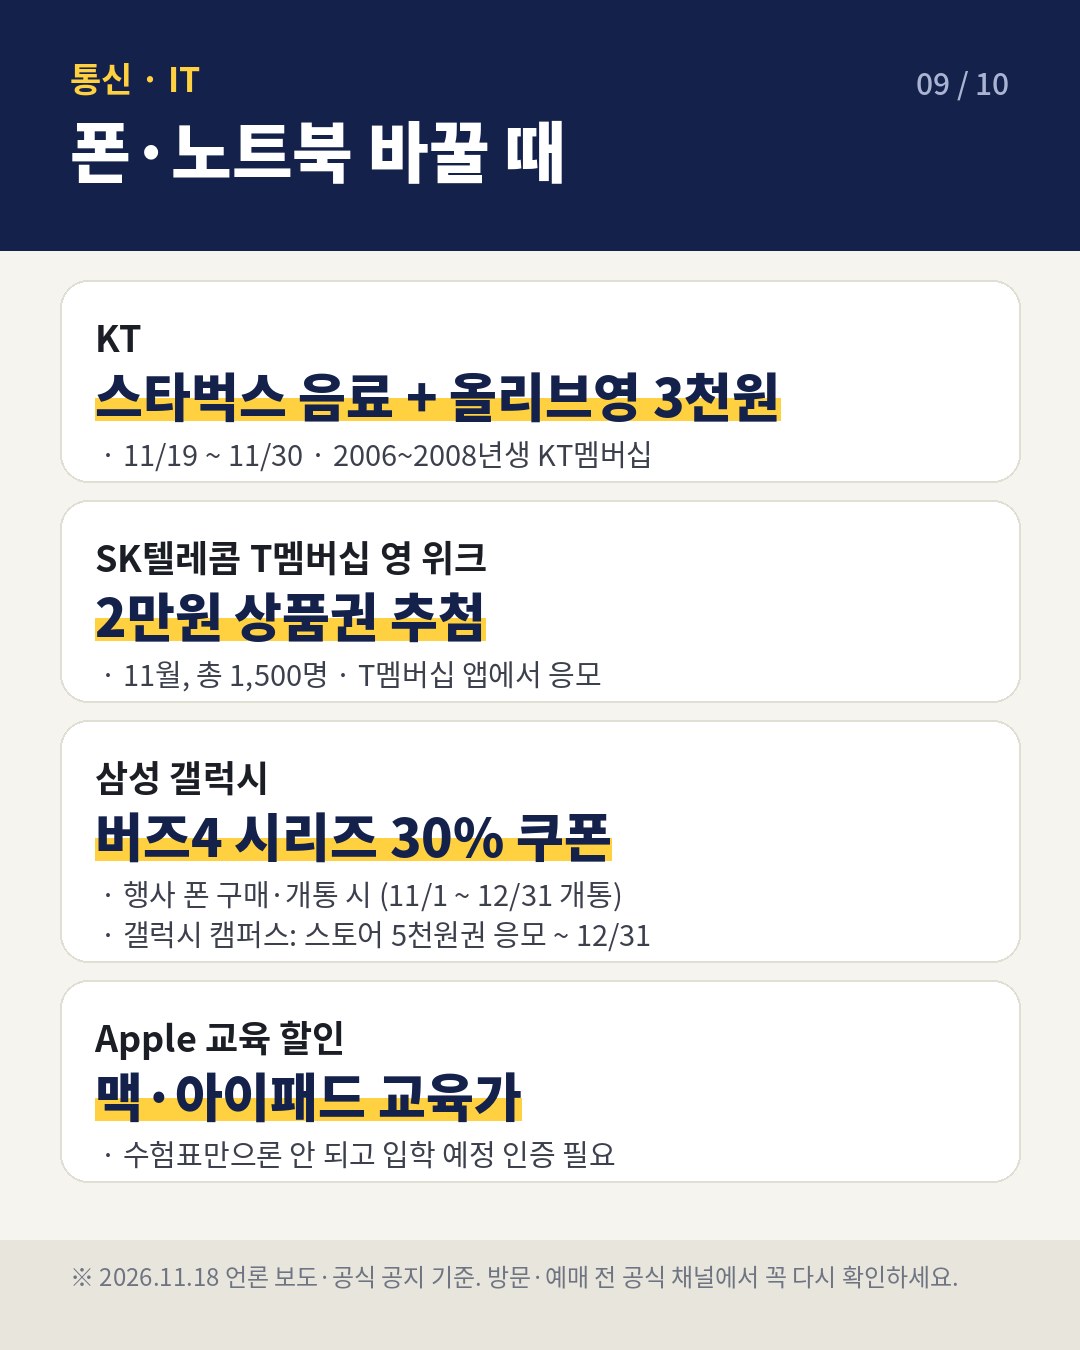 통신 · IT
09 / 10
폰·노트북 바꿀 때
KT
스타벅스 음료 + 올리브영 3천원
· 11/19 ~ 11/30 · 2006~2008년생 KT멤버십
SK텔레콤 T멤버십 영 위크
2만원 상품권 추첨
· 11월, 총 1,500명 · T멤버십 앱에서 응모
삼성 갤럭시
버즈4 시리즈 30% 쿠폰
· 행사 폰 구매·개통 시 (11/1 ~ 12/31 개통)
· 갤럭시 캠퍼스: 스토어 5천원권 응모 ~ 12/31
Apple 교육 할인
맥·아이패드 교육가
· 수험표만으론 안 되고 입학 예정 인증 필요
※ 2026.11.18 언론 보도·공식 공지 기준. 방문·예매 전 공식 채널에서 꼭 다시 확인하세요.